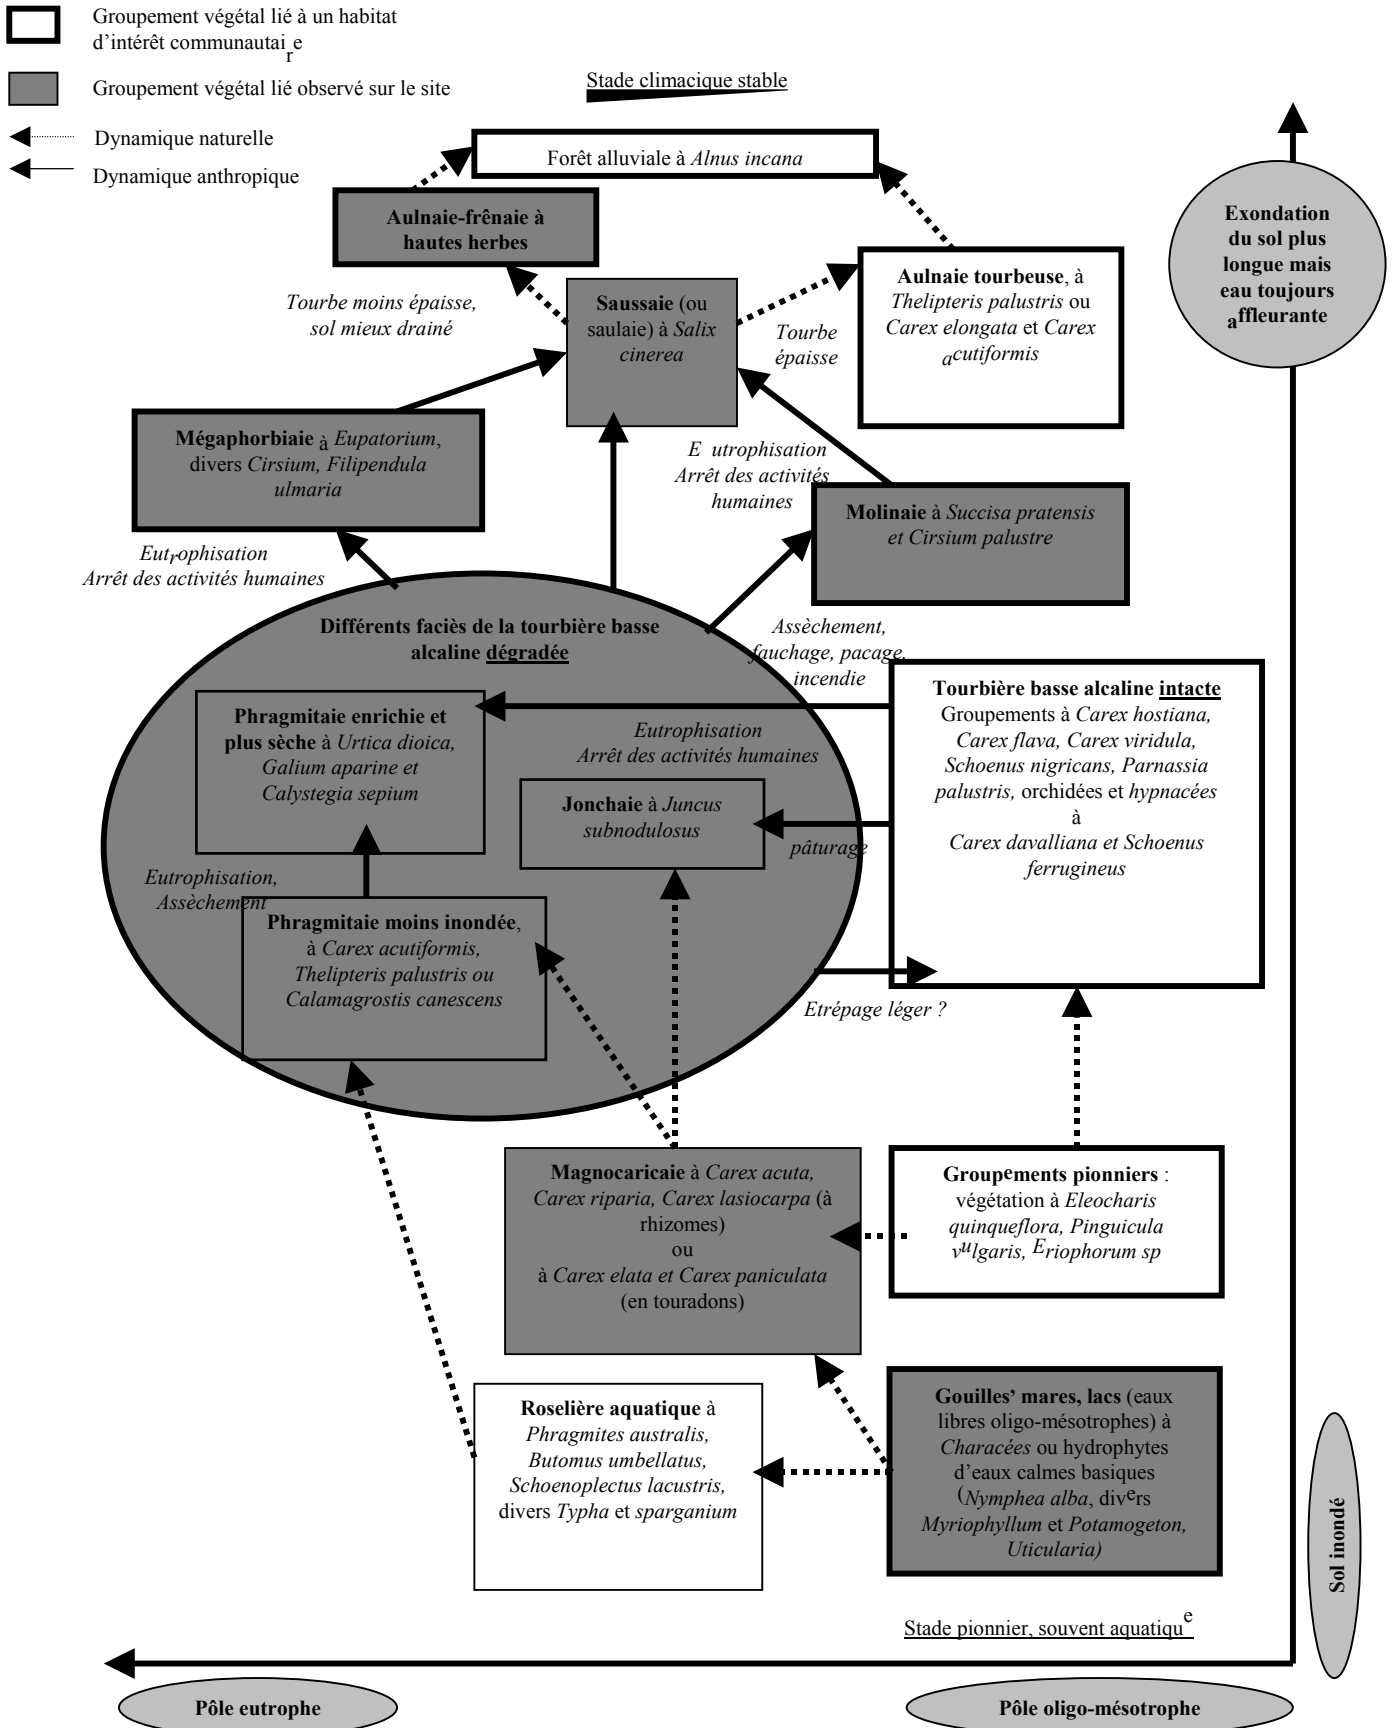 Groupement végétal lié à un habitat
d’intérêt communautaire
Groupement végétal lié observé sur le site
Dynamique naturelle
Dynamique anthropique
Stade climacique stable
Forêt alluviale à Alnus incana
Aulnaie-frênaie à
hautes herbes
Exondation
du sol plus
longue mais
eau toujours
affleurante
Tourbe moins épaisse,
sol mieux drainé
Saussaie (ou
saulaie) à Salix
cinerea
Tourbe
épaisse
Aulnaie tourbeuse, à
Thelipteris palustris ou
Carex elongata et Carex
acutiformis
Mégaphorbiaie à Eupatorium,
divers Cirsium, Filipendula
ulmaria
E utrophisation
Arrêt des activités
humaines
Molinaie à Succisa pratensis
et Cirsium palustre
Eutrophisation
Arrêt des activités humaines
Différents faciès de la tourbière basse
alcaline dégradée
Assèchement,
fauchage, pacage,
incendie
Phragmitaie enrichie et
plus sèche à Urtica dioica,
Galium aparine et
Calystegia sepium
Eutrophisation
Arrêt des activités humaines
Tourbière basse alcaline intacte
Groupements à Carex hostiana,
Carex flava, Carex viridula,
Schoenus nigricans, Parnassia
palustris, orchidées et hypnacées
à
Carex davalliana et Schoenus
ferrugineus
Jonchaie à Juncus
subnodulosus
pâturage
Eutrophisation,
Assèchement
Phragmitaie moins inondée,
à Carex acutiformis,
Thelipteris palustris ou
Calamagrostis canescens
Etrépage léger ?
Magnocaricaie à Carex acuta,
Carex riparia, Carex lasiocarpa (à
rhizomes)
ou
à Carex elata et Carex paniculata
(en touradons)
Groupements pionniers :
végétation à Eleocharis
quinqueflora, Pinguicula
vulgaris, Eriophorum sp
Roselière aquatique à
Phragmites australis,
Butomus umbellatus,
Schoenoplectus lacustris,
divers Typha et sparganium
Gouilles’ mares, lacs (eaux
libres oligo-mésotrophes) à
Characées ou hydrophytes
d’eaux calmes basiques
(Nymphea alba, divers
Myriophyllum et Potamogeton,
Uticularia)
Sol inondé
Stade pionnier, souvent aquatique
Pôle eutrophe
Pôle oligo-mésotrophe